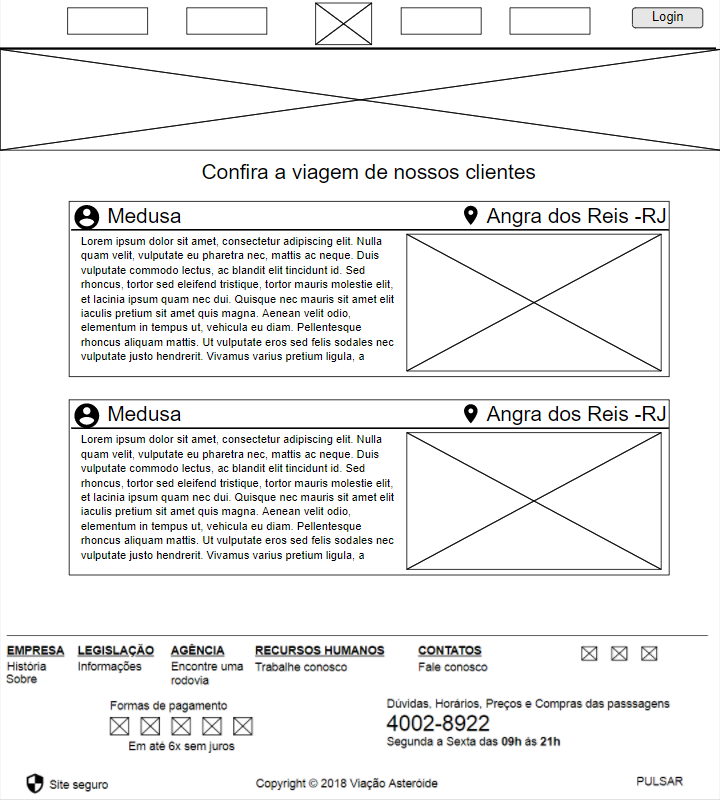 Login
Confira a viagem de nossos clientes
Medusa
Angra dos Reis -RJ
Lorem ipsum dolor sit amet, consectetur adipiscing elit. Nulla
quam velit, vulputate eu pharetra nec, mattis ac neque. Duis
vulputate commodo lectus, ac blandit elit tincidunt id. Sed
rhoncus, tortor sed eleifend tristique, tortor mauris molestie elit,
et lacinia ipsum quam nec dui. Quisque nec mauris sit amet elit
iaculis pretium sit amet quis magna. Aenean velit odio,
elementum in tempus ut, vehicula eu diam. Pellentesque
rhoncus aliquam mattis. Ut vulputate eros sed felis sodales nec
vulputate justo hendrerit. Vivamus varius pretium ligula, a
Medusa
Angra dos Reis -RJ
Lorem ipsum dolor sit amet, consectetur adipiscing elit. Nulla
quam velit, vulputate eu pharetra nec, mattis ac neque. Duis
vulputate commodo lectus, ac blandit elit tincidunt id. Sed
rhoncus, tortor sed eleifend tristique, tortor mauris molestie elit,
et lacinia ipsum quam nec dui. Quisque nec mauris sit amet elit
iaculis pretium sit amet quis magna. Aenean velit odio,
elementum in tempus ut, vehicula eu diam. Pellentesque
rhoncus aliquam mattis. Ut vulputate eros sed felis sodales nec
vulputate justo hendrerit. Vivamus varius pretium ligula, a
EMPRESA
História
Sobre
LEGISLAÇÃO
Informações
AGÊNCIA
Encontre uma
rodovia
RECURSOS HUMANOS
Trabalhe conosco
CONTATOS
Fale conosco
Formas de pagamento
Em até 6x sem juros
Dúvidas, Horários, Preços e Compras das passsagens
4002-8922
Segunda a Sexta das 09h ás 21h
Site seguro
Copyright © 2018 Viação Asteróide
PULSAR